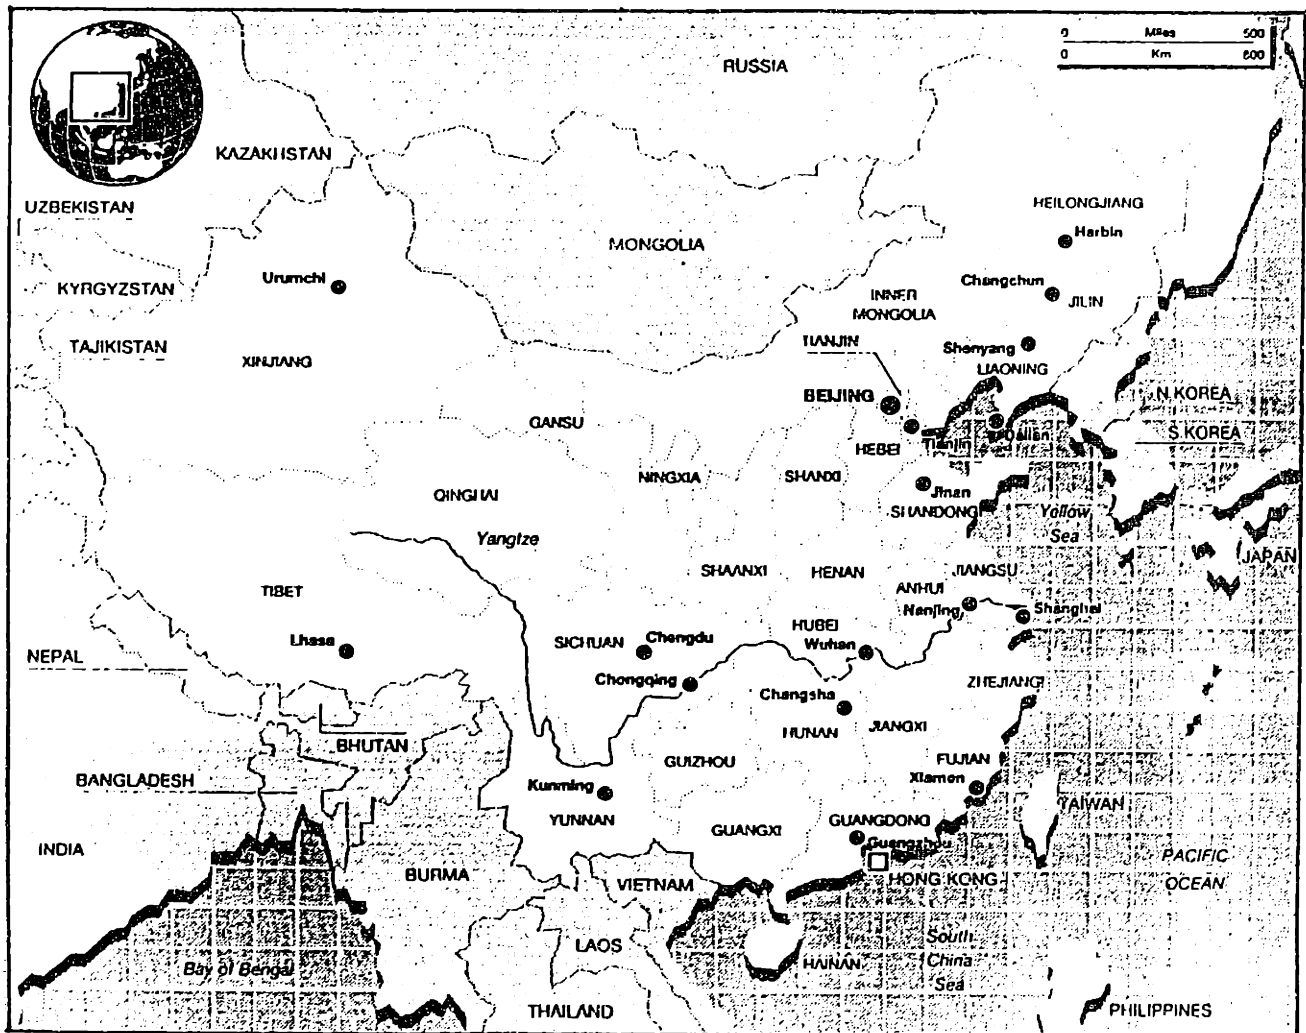 0 Miles 500
0 Km 800
RUSSIA
KAZAKHSTAN
UZBEKISTAN
HEILONGJIANG
Harbin
MONGOLIA
Urumchi
KYRGYZSTAN
Changchun
INNER
MONGOLIA
JILIN
TAJIKISTAN
TIANJIN
Shenyang
XINJIANG
LIAONING
BEIJING
N.KOREA
GANSU
Dalian
S.KOREA
Tianjin
HEBEI
NINGXIA
SHANXI
QINGHAI
Jinan
SHANDONG
Yellow
Sea
Yangtze
JAPAN
SHAANXI
HENAN
JIANGSU
TIBET
ANHUI
Nanjing
Shanghai
HUBEI
Lhasa
SICHUAN
Chengdu
Wuhan
NEPAL
Chongqing
ZHEJIANG
Changsha
HUNAN
JIANGXI
BHUTAN
GUIZHOU
FUJIAN
BANGLADESH
Xiamen
Kunming
TAIWAN
YUNNAN
GUANGXI
GUANGDONG
Guangzhou
INDIA
PACIFIC
OCEAN
BURMA
VIETNAM
HONG KONG
LAOS
South
China
Sea
HAINAN
Bay of Bengal
THAILAND
PHILIPPINES